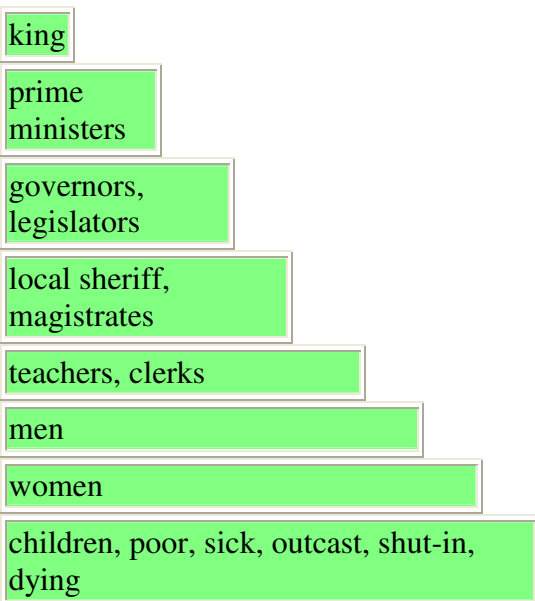 king
prime
ministers
governors,
legislators
local sheriff,
magistrates
teachers, clerks
men
women
children, poor, sick, outcast, shut-in,
dying